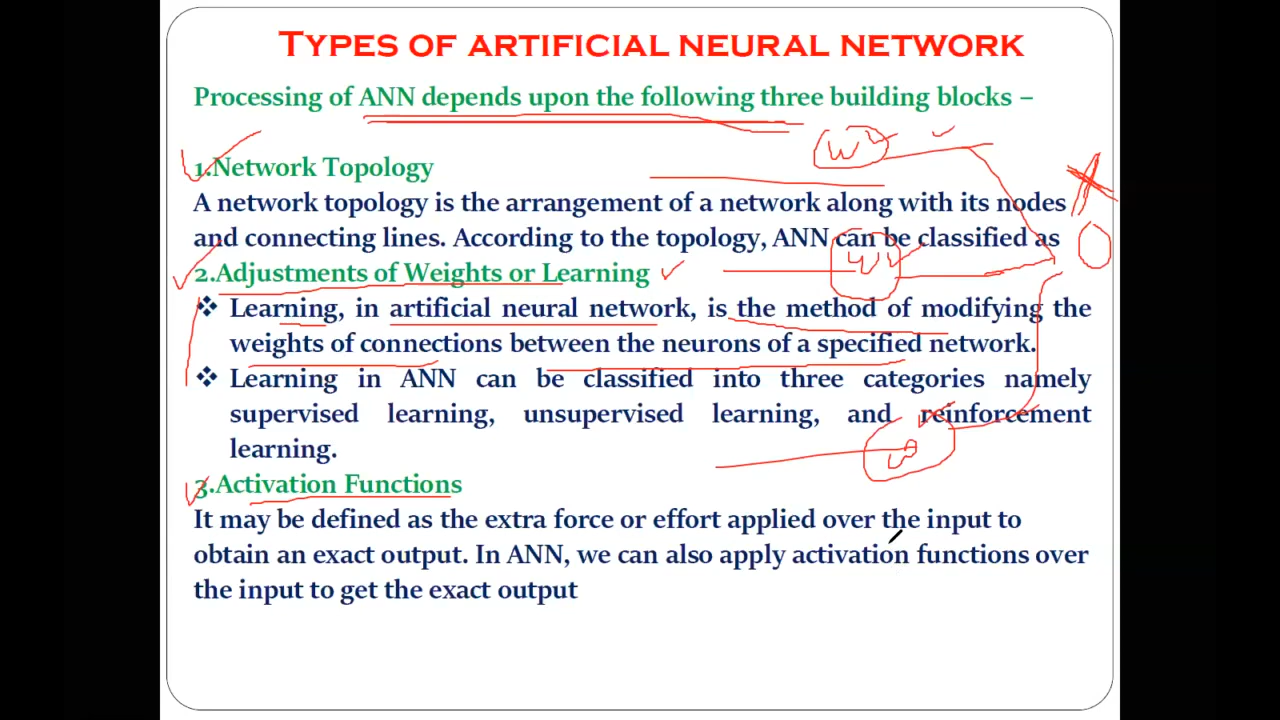 TYPES OF ARTIFICIAL NEURAL NETWORK
Processing of ANN depends upon the following three building blocks –
1.Network Topology
A network topology is the arrangement of a network along with its nodes
and connecting lines. According to the topology, ANN can be classified as
2.Adjustments of Weights or Learning
❖ Learning, in artificial neural network, is the method of modifying the
weights of connections between the neurons of a specified network.
❖ Learning in ANN can be classified into three categories namely
supervised learning, unsupervised learning, and reinforcement
learning.
3.Activation Functions
It may be defined as the extra force or effort applied over the input to
obtain an exact output. In ANN, we can also apply activation functions over
the input to get the exact output